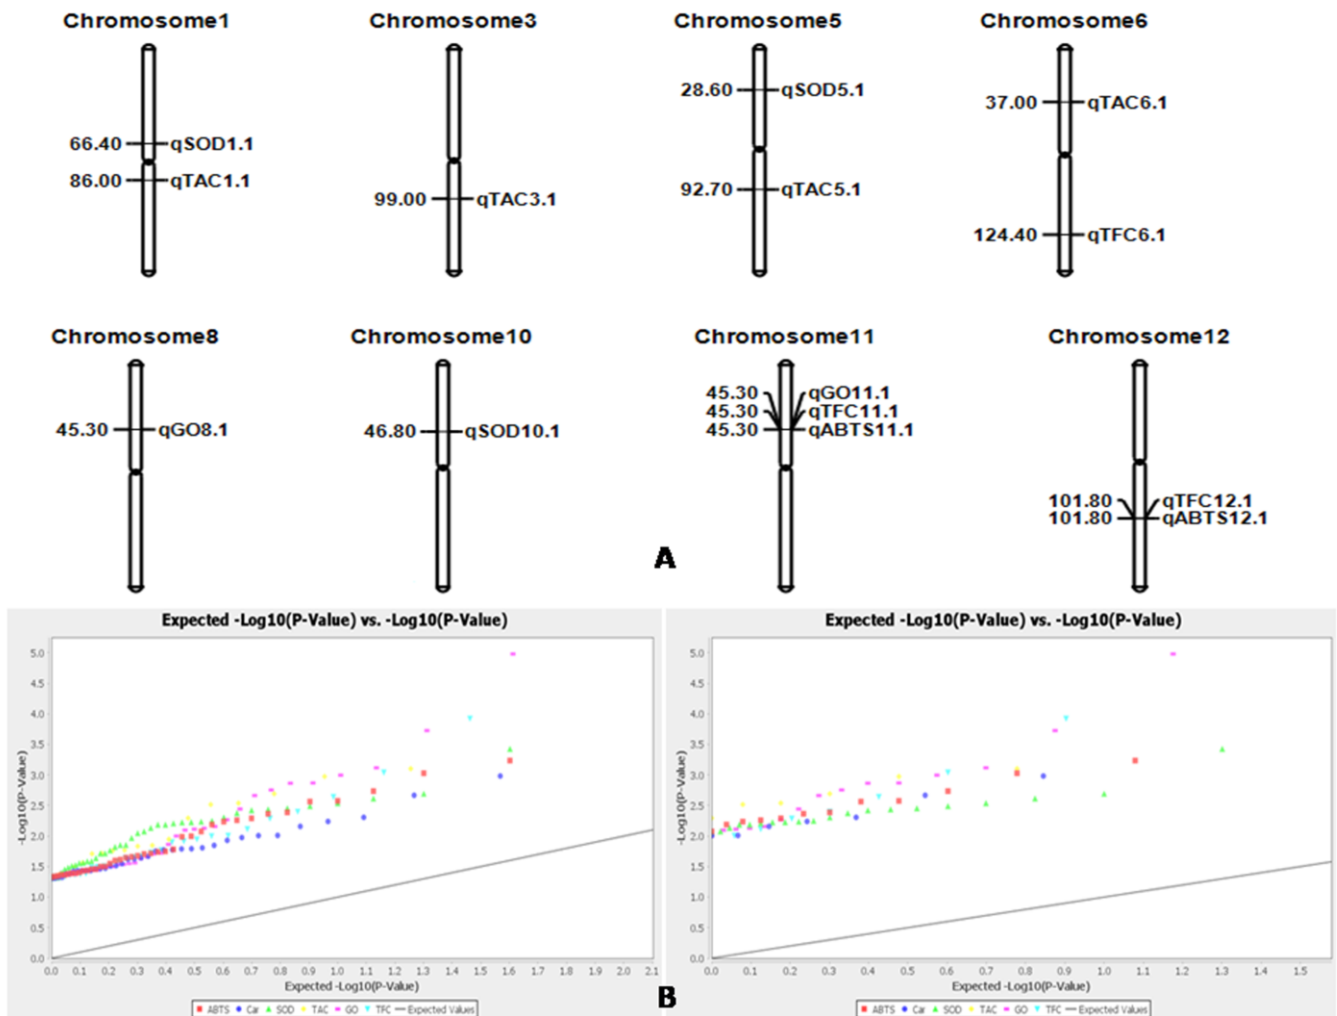 Chromosome1
Chromosome3
Chromosome5
Chromosome6
66.40 qSOD1.1
86.00 qTAC1.1
99.00 qTAC3.1
28.60 qSOD5.1
92.70 qTAC5.1
37.00 qTAC6.1
124.40 qTFC6.1
Chromosome8
Chromosome10
Chromosome11
Chromosome12
45.30 qGO8.1
46.80 qSOD10.1
45.30 qGO11.1
45.30 qTFC11.1
45.30 qABTS11.1
101.80 qTFC12.1
101.80 qABTS12.1
A
Expected -Log10(P-Value) vs. -Log10(P-Value)
-Log10(P-Value)
5.0
4.5
4.0
3.5
3.0
2.5
2.0
1.5
1.0
0.5
0.0
0.0 0.1 0.2 0.3 0.4 0.5 0.6 0.7 0.8 0.9 1.0 1.1 1.2 1.3 1.4 1.5 1.6 1.7 1.8 1.9 2.0 2.1
Expected -Log10(P-Value)
ABTS Car SOD TAC GO TFC Expected Values
Expected -Log10(P-Value) vs. -Log10(P-Value)
-Log10(P-Value)
5.0
4.5
4.0
3.5
3.0
2.5
2.0
1.5
1.0
0.5
0.0
0.0 0.1 0.2 0.3 0.4 0.5 0.6 0.7 0.8 0.9 1.0 1.1 1.2 1.3 1.4 1.5
Expected -Log10(P-Value)
ABTS Car SOD TAC GO TFC Expected Values
B